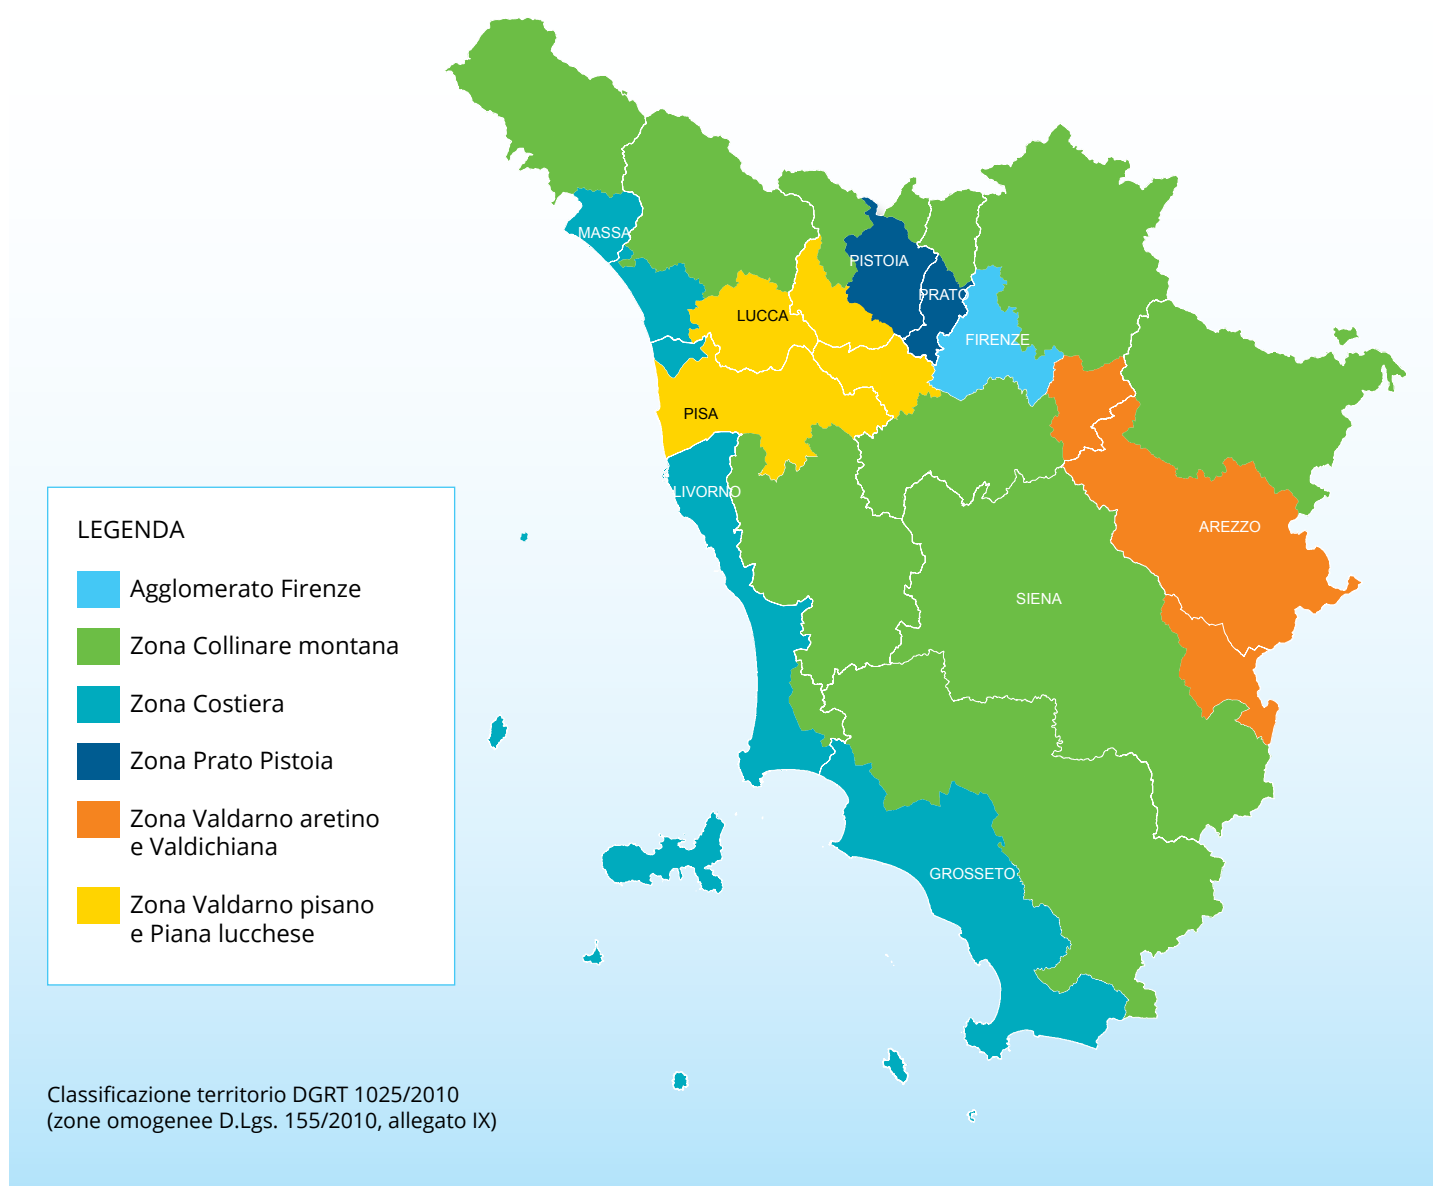 MASSA
PISTOIA
PRATO
LUCCA
FIRENZE
PISA
LIVORNO
AREZZO
SIENA
GROSSETO
LEGENDA
Agglomerato Firenze
Zona Collinare montana
Zona Costiera
Zona Prato Pistoia
Zona Valdarno aretino
e Valdichiana
Zona Valdarno pisano
e Piana lucchese
Classificazione territorio DGRT 1025/2010
(zone omogenee D.Lgs. 155/2010, allegato IX)